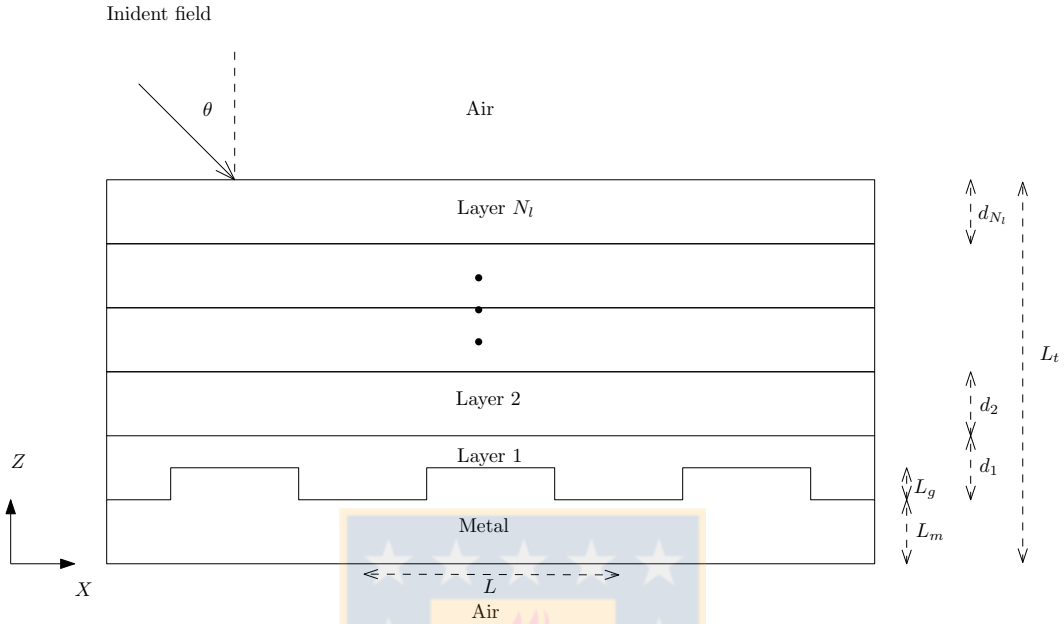 Inident field
θ
Air
Layer N_l
d_{N_l}
L_t
Layer 2
d_2
Z
Layer 1
d_1
L_g
Metal
L_m
X
L
Air